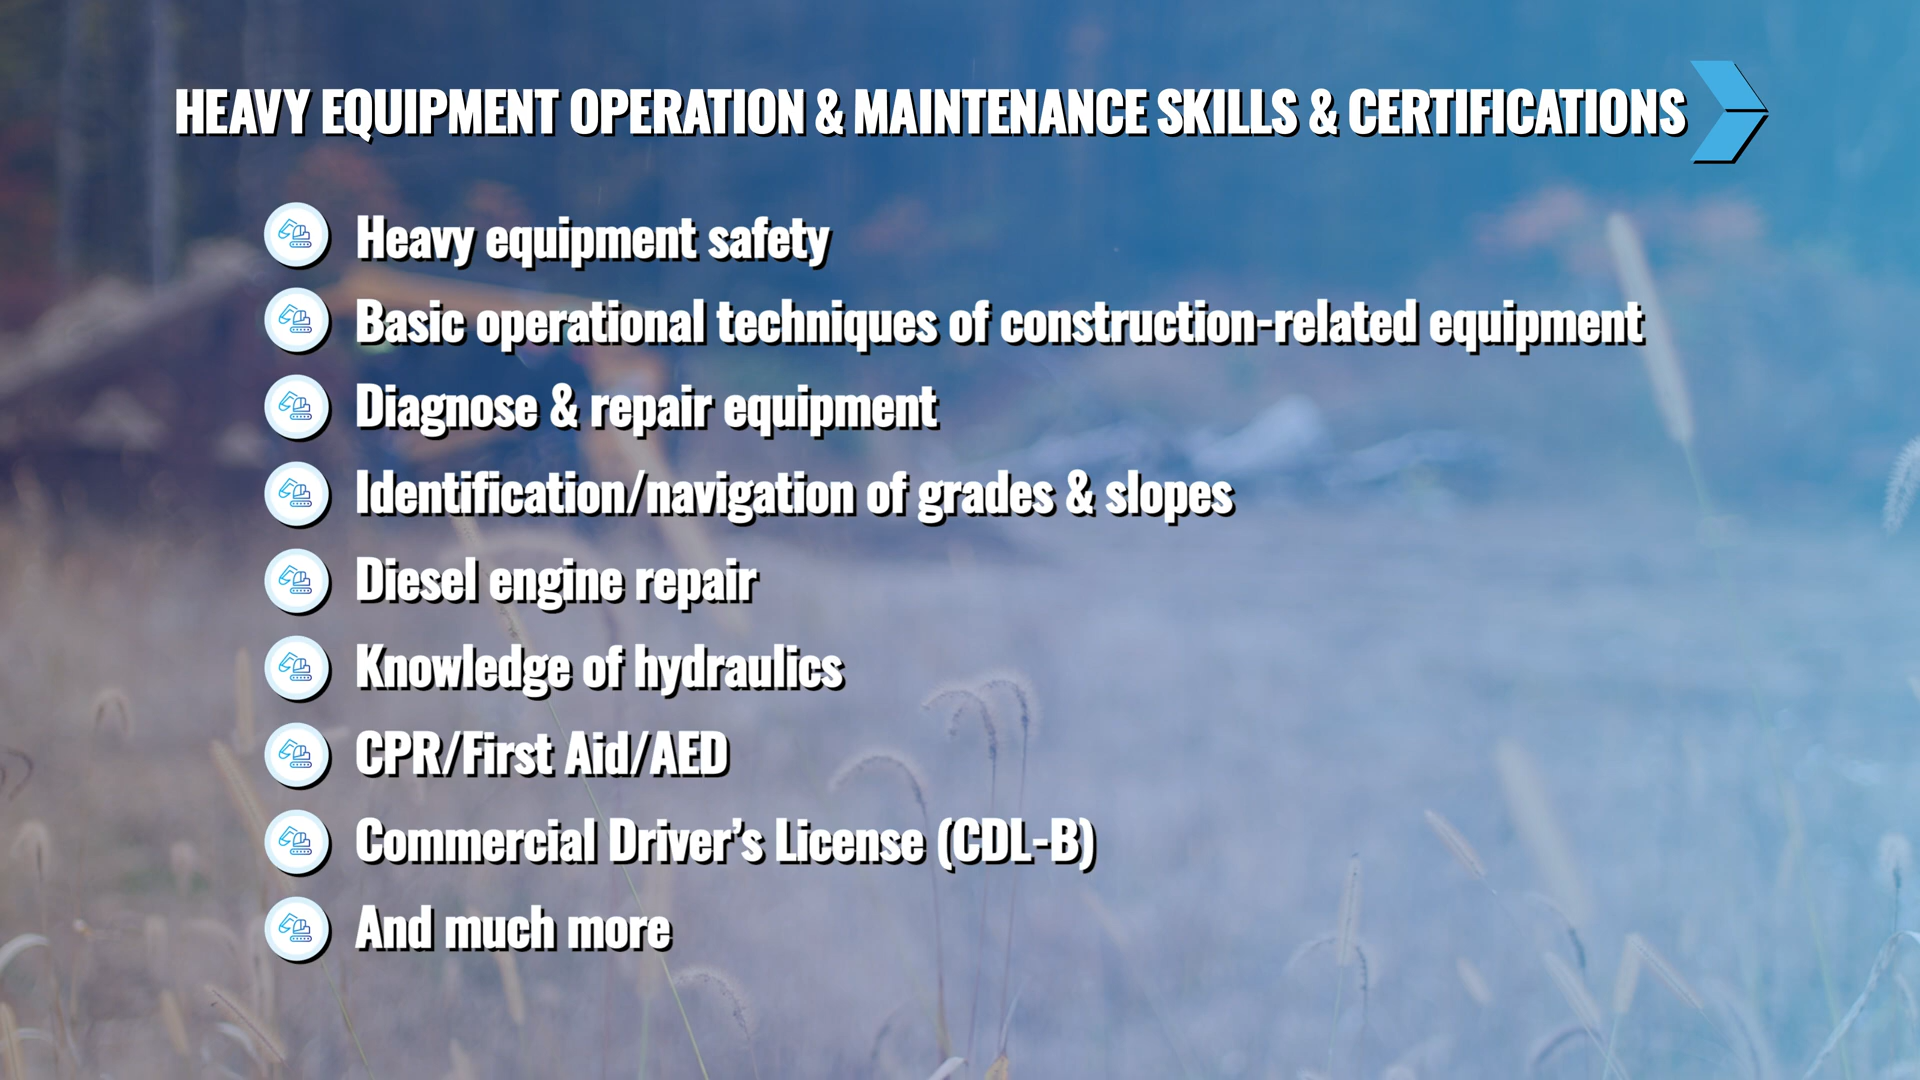 HEAVY EQUIPMENT OPERATION & MAINTENANCE SKILLS & CERTIFICATIONS
Heavy equipment safety
Basic operational techniques of construction-related equipment
Diagnose & repair equipment
Identification/navigation of grades & slopes
Diesel engine repair
Knowledge of hydraulics
CPR/First Aid/AED
Commercial Driver’s License (CDL-B)
And much more